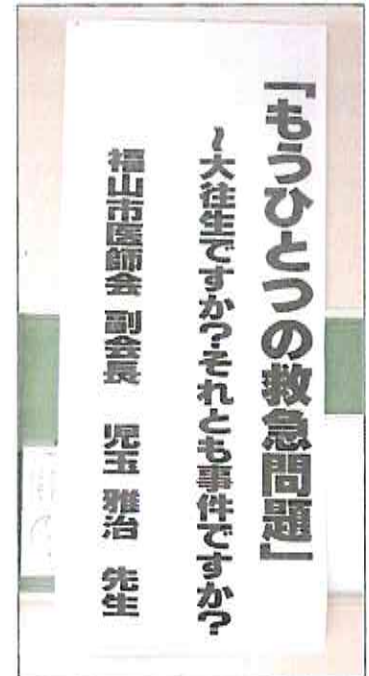 「もうひとつの救急問題」
~大往生ですか?それとも事件ですか?
福山市医師会 副会長 児玉 雅治 先生